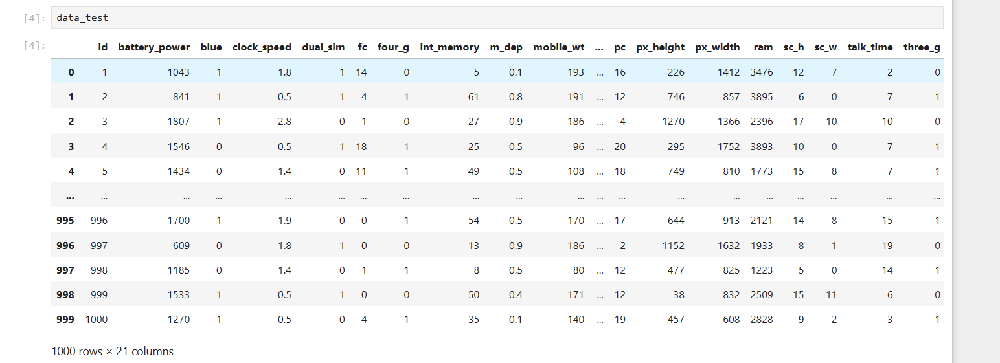 [4]: data_test
[4]: id battery_power blue clock_speed dual_sim fc four_g int_memory m_dep mobile_wt ... pc px_height px_width ram sc_h sc_w talk_time three_g
0 1 1043 1 1.8 1 14 0 5 0.1 193 ... 16 226 1412 3476 12 7 2 0
1 2 841 1 0.5 1 4 1 61 0.8 191 ... 12 746 857 3895 6 0 7 1
2 3 1807 1 2.8 0 1 0 27 0.9 186 ... 4 1270 1366 2396 17 10 10 0
3 4 1546 0 0.5 1 18 1 25 0.5 96 ... 20 295 1752 3893 10 0 7 1
4 5 1434 0 1.4 0 11 1 49 0.5 108 ... 18 749 810 1773 15 8 7 1
... ... ... ... ... ... ... ... ... ... ... ... ... ... ... ... ... ... ... ...
995 996 1700 1 1.9 0 0 1 54 0.5 170 ... 17 644 913 2121 14 8 15 1
996 997 609 0 1.8 1 0 0 13 0.9 186 ... 2 1152 1632 1933 8 1 19 0
997 998 1185 0 1.4 0 1 1 8 0.5 80 ... 12 477 825 1223 5 0 14 1
998 999 1533 1 0.5 1 0 0 50 0.4 171 ... 12 38 832 2509 15 11 6 0
999 1000 1270 1 0.5 0 4 1 35 0.1 140 ... 19 457 608 2828 9 2 3 1
1000 rows × 21 columns